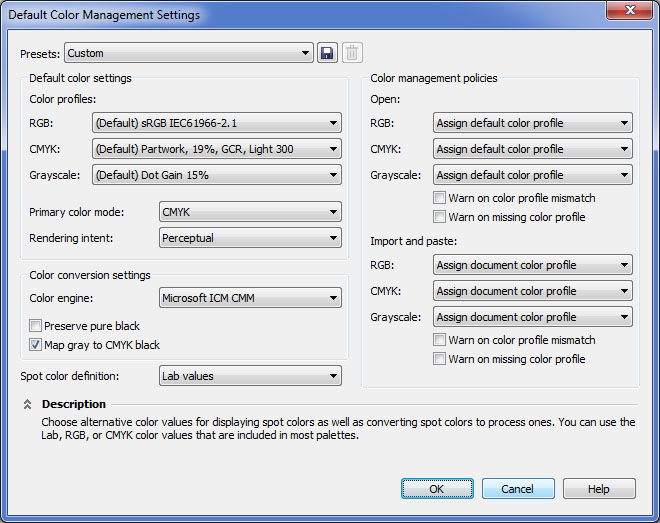 Default Color Management Settings
Presets: Custom
Default color settings
Color profiles:
RGB: (Default) sRGB IEC61966-2.1
CMYK: (Default) Partwork, 19%, GCR, Light 300
Grayscale: (Default) Dot Gain 15%
Primary color mode: CMYK
Rendering intent: Perceptual
Color conversion settings
Color engine: Microsoft ICM CMM
Preserve pure black
Map gray to CMYK black
Spot color definition: Lab values
Color management policies
Open:
RGB: Assign default color profile
CMYK: Assign default color profile
Grayscale: Assign default color profile
Warn on color profile mismatch
Warn on missing color profile
Import and paste:
RGB: Assign document color profile
CMYK: Assign document color profile
Grayscale: Assign document color profile
Warn on color profile mismatch
Warn on missing color profile
Description
Choose alternative color values for displaying spot colors as well as converting spot colors to process ones. You can use the
Lab, RGB, or CMYK color values that are included in most palettes.
OK Cancel Help